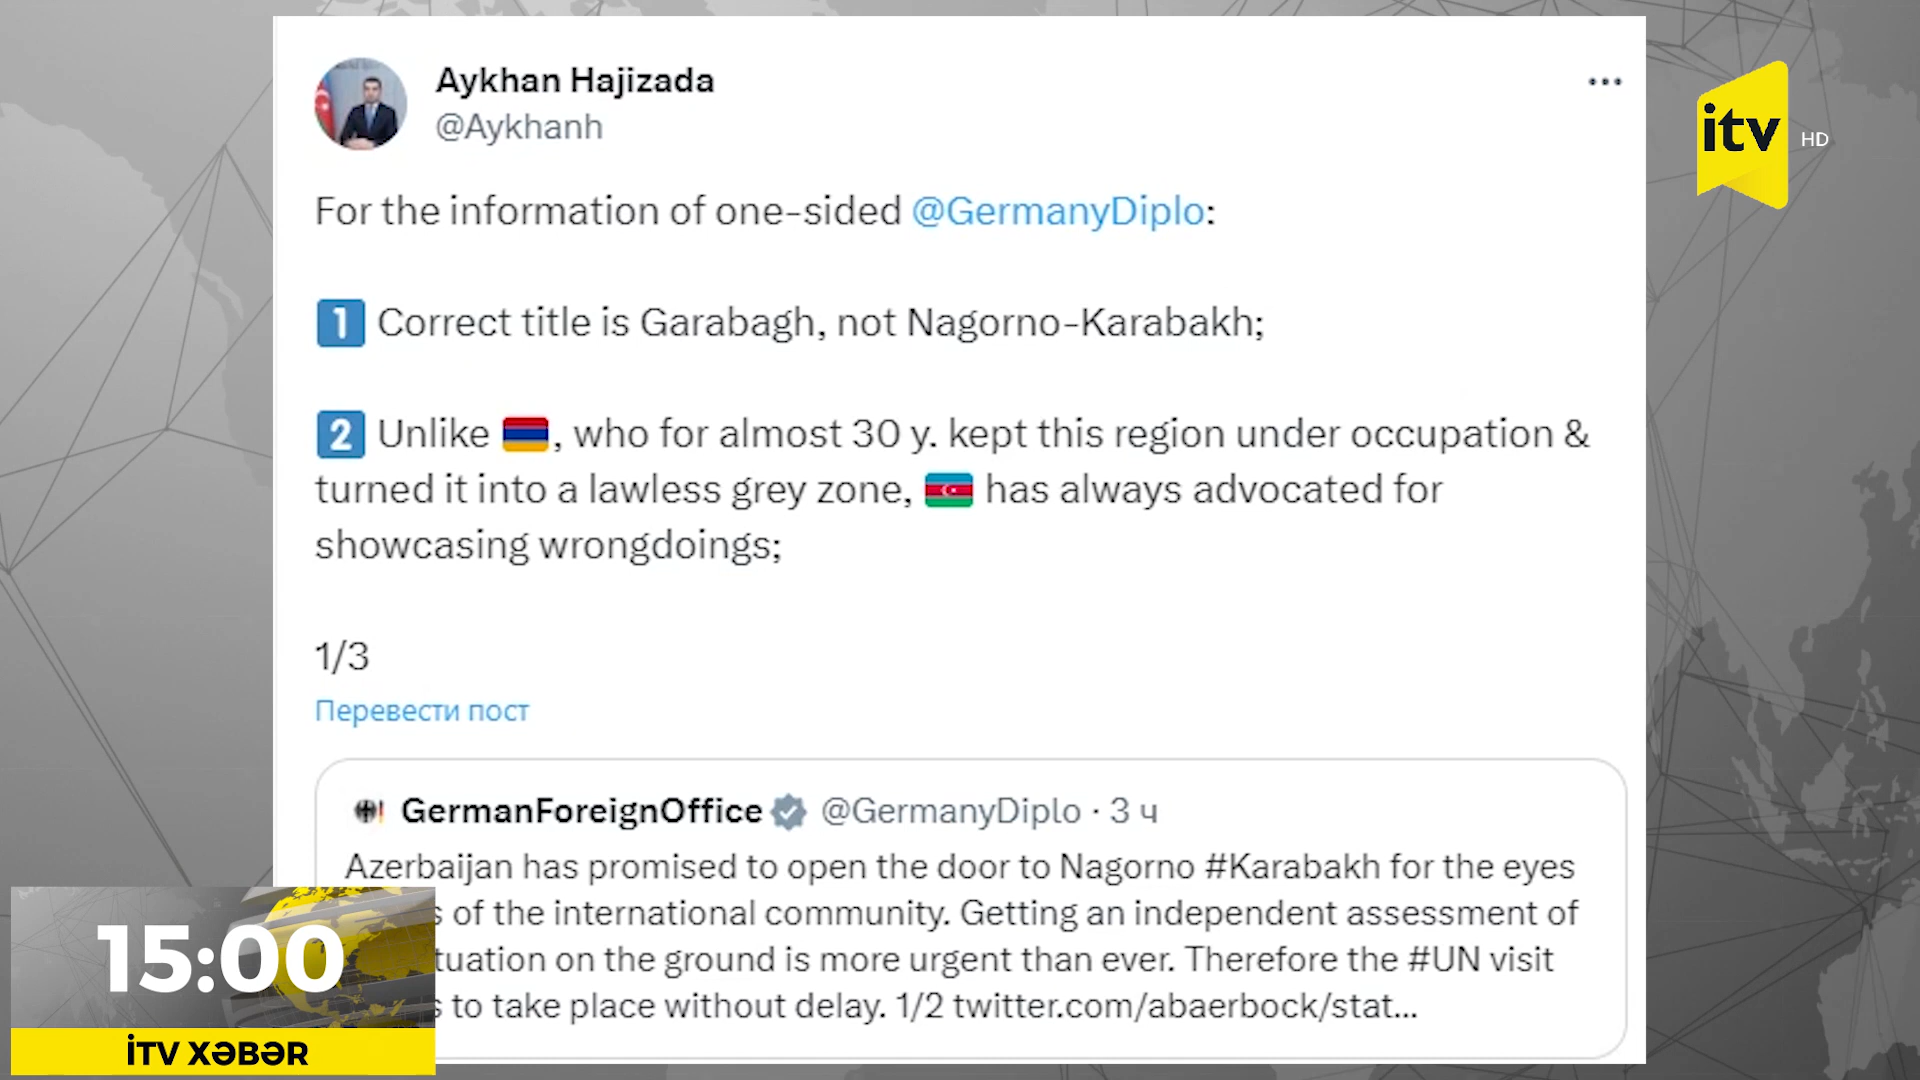 Aykhan Hajizada
@Aykhanh
itv HD
For the information of one-sided @GermanyDiplo:
1 Correct title is Garabagh, not Nagorno-Karabakh;
2 Unlike 🇦🇲, who for almost 30 y. kept this region under occupation &
turned it into a lawless grey zone, 🇦🇿 has always advocated for
showcasing wrongdoings;
1/3
Перевести пост
GermanForeignOffice @GermanyDiplo · 3 ч
Azerbaijan has promised to open the door to Nagorno #Karabakh for the eyes
of the international community. Getting an independent assessment of
on the ground is more urgent than ever. Therefore the #UN visit
to take place without delay. 1/2 twitter.com/abaerbock/stat...
15:00
İTV XƏBƏR